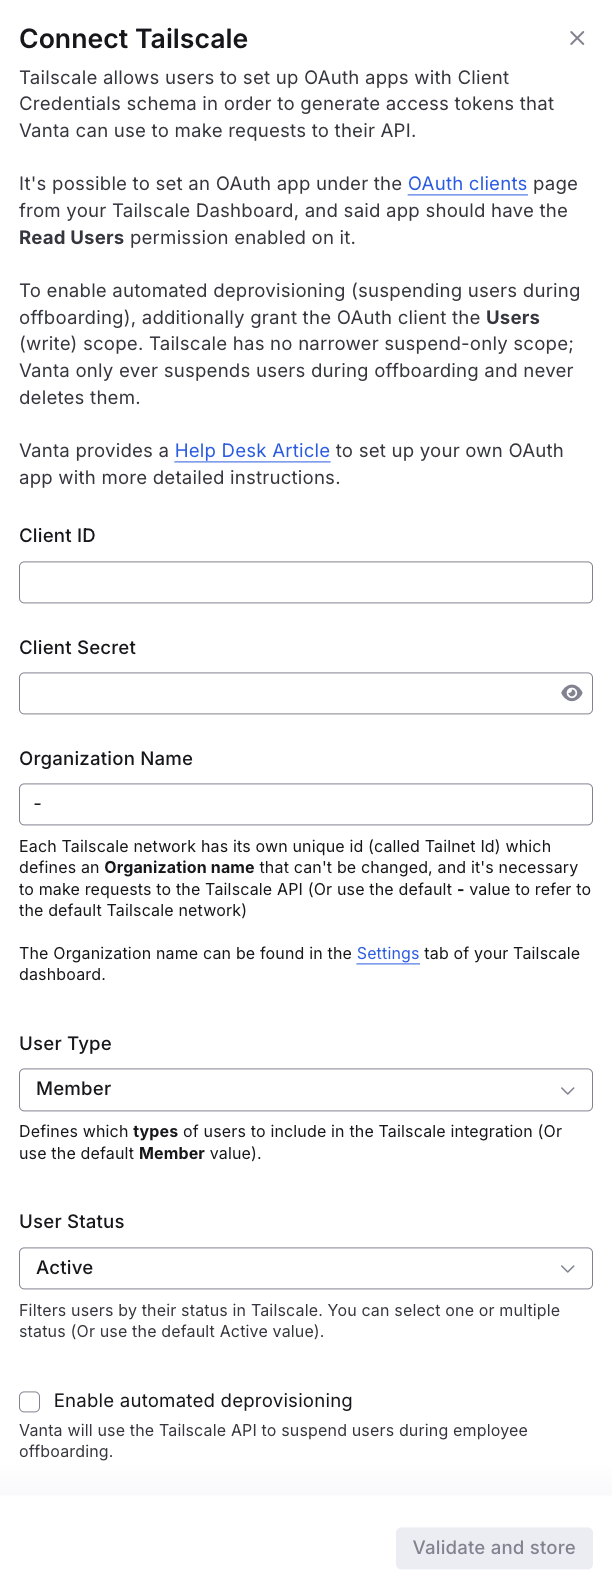 Connect Tailscale
Tailscale allows users to set up OAuth apps with Client
Credentials schema in order to generate access tokens that
Vanta can use to make requests to their API.
It's possible to set an OAuth app under the OAuth clients page
from your Tailscale Dashboard, and said app should have the
Read Users permission enabled on it.
To enable automated deprovisioning (suspending users during
offboarding), additionally grant the OAuth client the Users
(write) scope. Tailscale has no narrower suspend-only scope;
Vanta only ever suspends users during offboarding and never
deletes them.
Vanta provides a Help Desk Article to set up your own OAuth
app with more detailed instructions.
Client ID
Client Secret
Organization Name
-
Each Tailscale network has its own unique id (called Tailnet Id) which
defines an Organization name that can't be changed, and it's necessary
to make requests to the Tailscale API (Or use the default - value to refer to
the default Tailscale network)
The Organization name can be found in the Settings tab of your Tailscale
dashboard.
User Type
Member
Defines which types of users to include in the Tailscale integration (Or
use the default Member value).
User Status
Active
Filters users by their status in Tailscale. You can select one or multiple
status (Or use the default Active value).
Enable automated deprovisioning
Vanta will use the Tailscale API to suspend users during employee
offboarding.
Validate and store